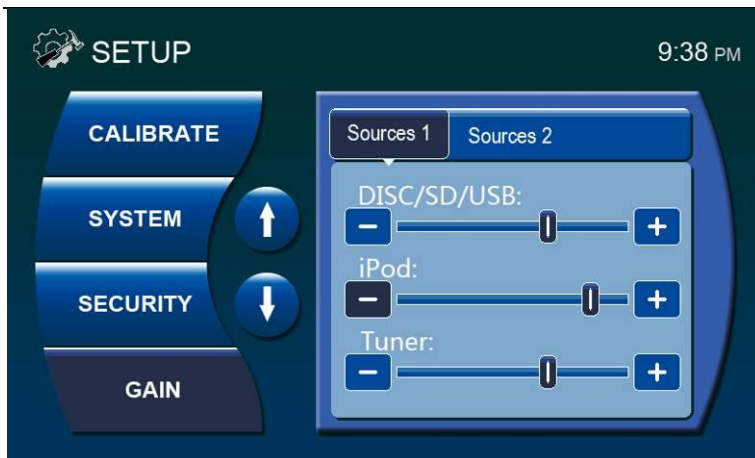 SETUP
9:38 PM
CALIBRATE
SYSTEM
SECURITY
GAIN
Sources 1
Sources 2
DISC/SD/USB:
iPod:
Tuner: